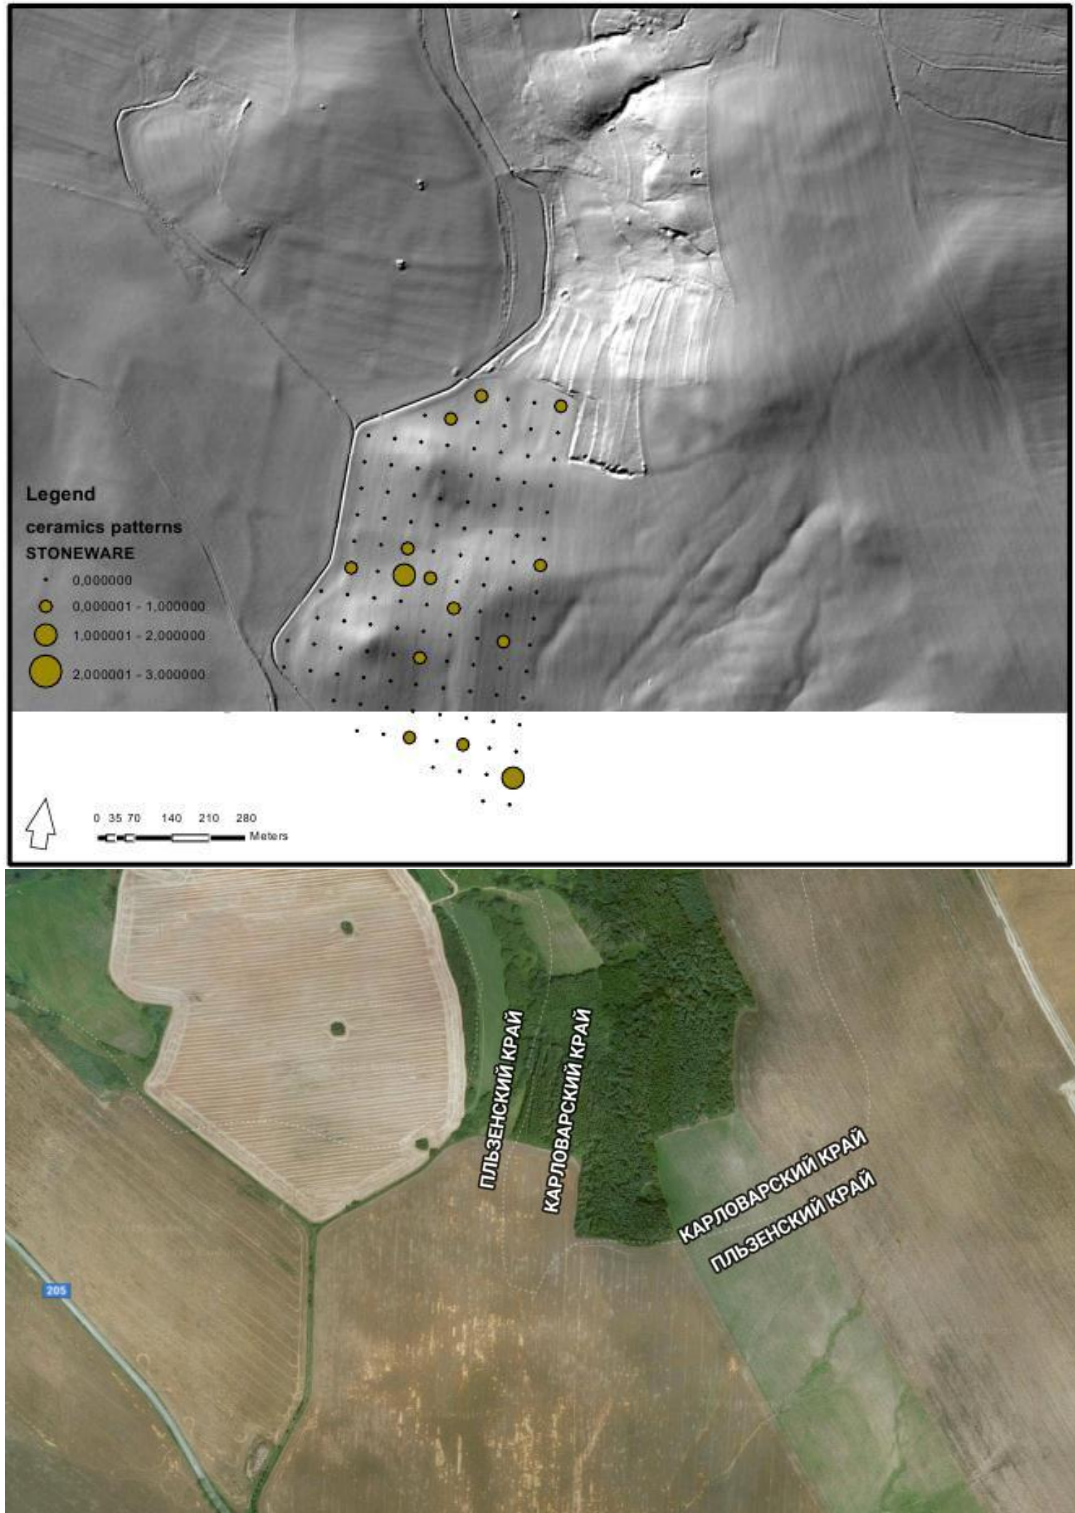 Legend
ceramics patterns
STONEWARE
0,000000
0,000001 - 1,000000
1,000001 - 2,000000
2,000001 - 3,000000
0 35 70 140 210 280
Meters
ПЛЬЗЕНСКИЙ КРАЙ
КАРЛОВАРСКИЙ КРАЙ
КАРЛОВАРСКИЙ КРАЙ
ПЛЬЗЕНСКИЙ КРАЙ
205